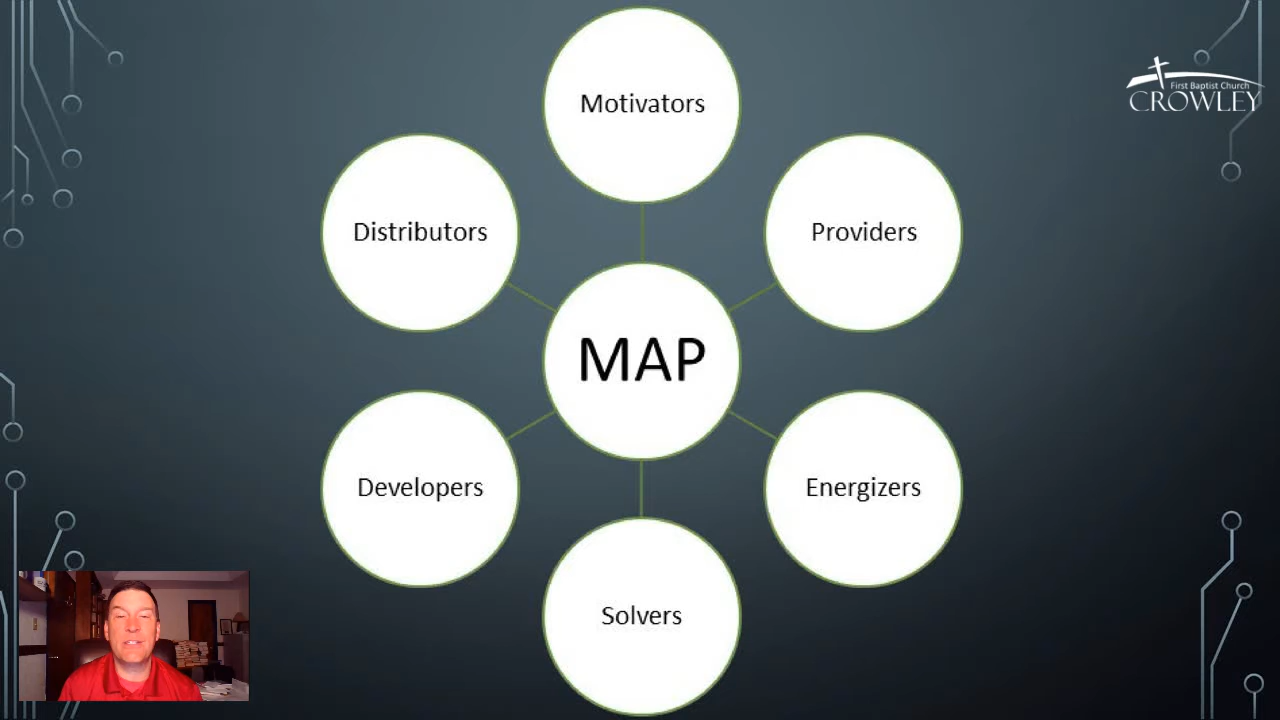 Motivators
First Baptist Church
CROWLEY
Distributors
Providers
MAP
Developers
Energizers
Solvers